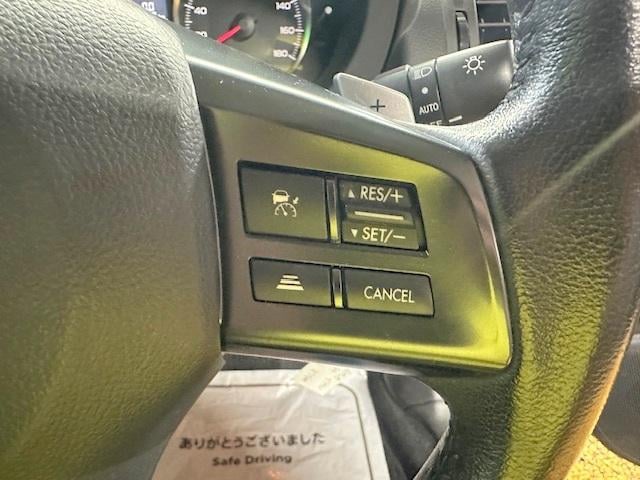 40
140
160
180
+
AUTO
RES/+
SET/−
CANCEL
ありがとうございました
Safe Driving